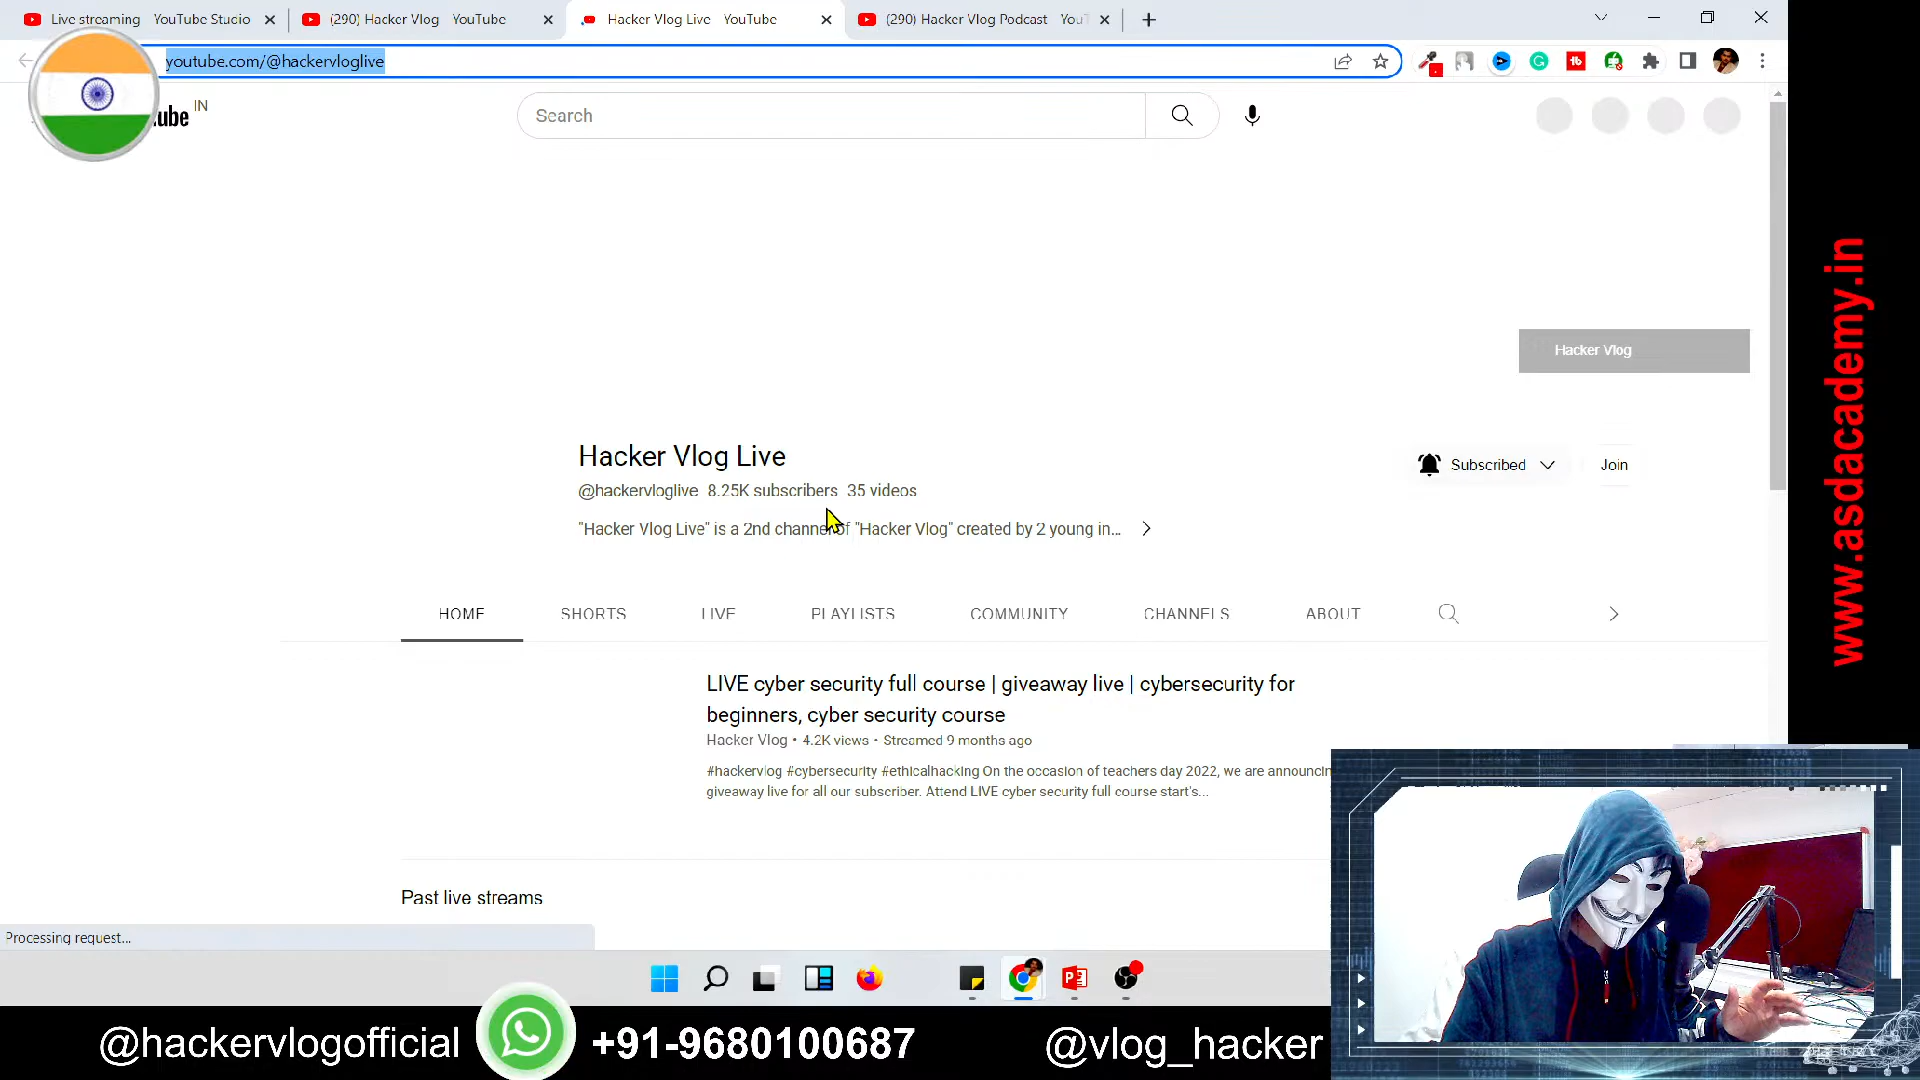 Live streaming YouTube Studio
(290) Hacker Vlog YouTube
Hacker Vlog Live YouTube
(290) Hacker Vlog Podcast YouT
youtube.com/@hackervloglive
Tube IN
Search
Hacker Vlog
Hacker Vlog Live
@hackervloglive 8.25K subscribers 35 videos
"Hacker Vlog Live" is a 2nd channel of "Hacker Vlog" created by 2 young in...
Subscribed
Join
HOME SHORTS LIVE PLAYLISTS COMMUNITY CHANNELS ABOUT
LIVE cyber security full course | giveaway live | cybersecurity for
beginners, cyber security course
Hacker Vlog • 4.2K views • Streamed 9 months ago
#hackervlog #cybersecurity #ethicalhacking On the occasion of teachers day 2022, we are announcin
giveaway live for all our subscriber. Attend LIVE cyber security full course start's...
Past live streams
Processing request...
www.asdacademy.in
@hackervlogofficial +91-9680100687 @vlog_hacker